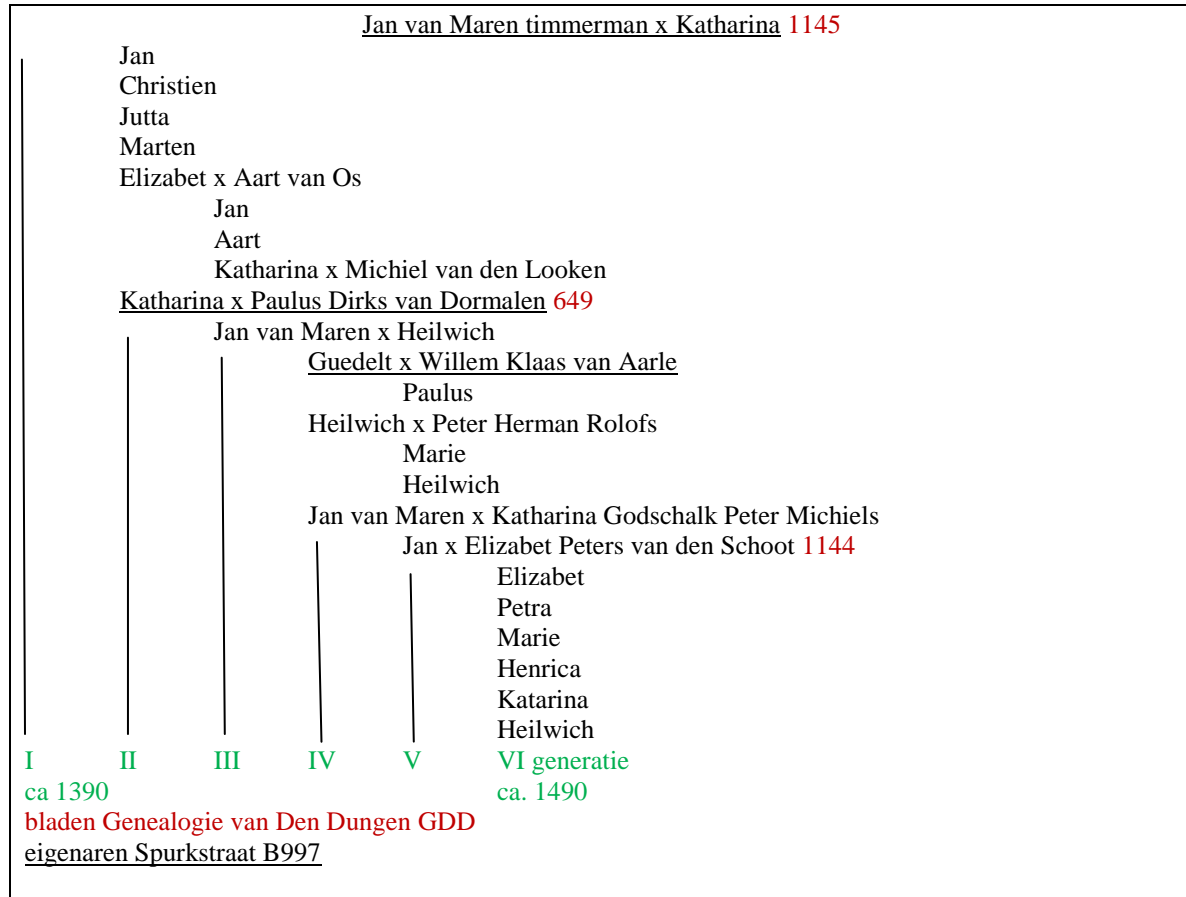 Jan van Maren timmerman x Katharina 1145
Jan
Christien
Jutta
Marten
Elizabet x Aart van Os
Jan
Aart
Katharina x Michiel van den Looken
Katharina x Paulus Dirks van Dormalen 649
Jan van Maren x Heilwich
Guedelt x Willem Klaas van Aarle
Paulus
Heilwich x Peter Herman Rolofs
Marie
Heilwich
Jan van Maren x Katharina Godschalk Peter Michiels
Jan x Elizabet Peters van den Schoot 1144
Elizabet
Petra
Marie
Henrica
Katarina
Heilwich
I II III IV V VI generatie
ca 1390 ca. 1490
bladen Genealogie van Den Dungen GDD
eigenaren Spurkstraat B997